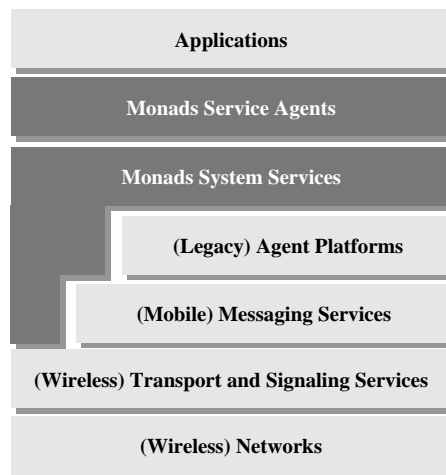 Applications
Monads Service Agents
Monads System Services
(Legacy) Agent Platforms
(Mobile) Messaging Services
(Wireless) Transport and Signaling Services
(Wireless) Networks